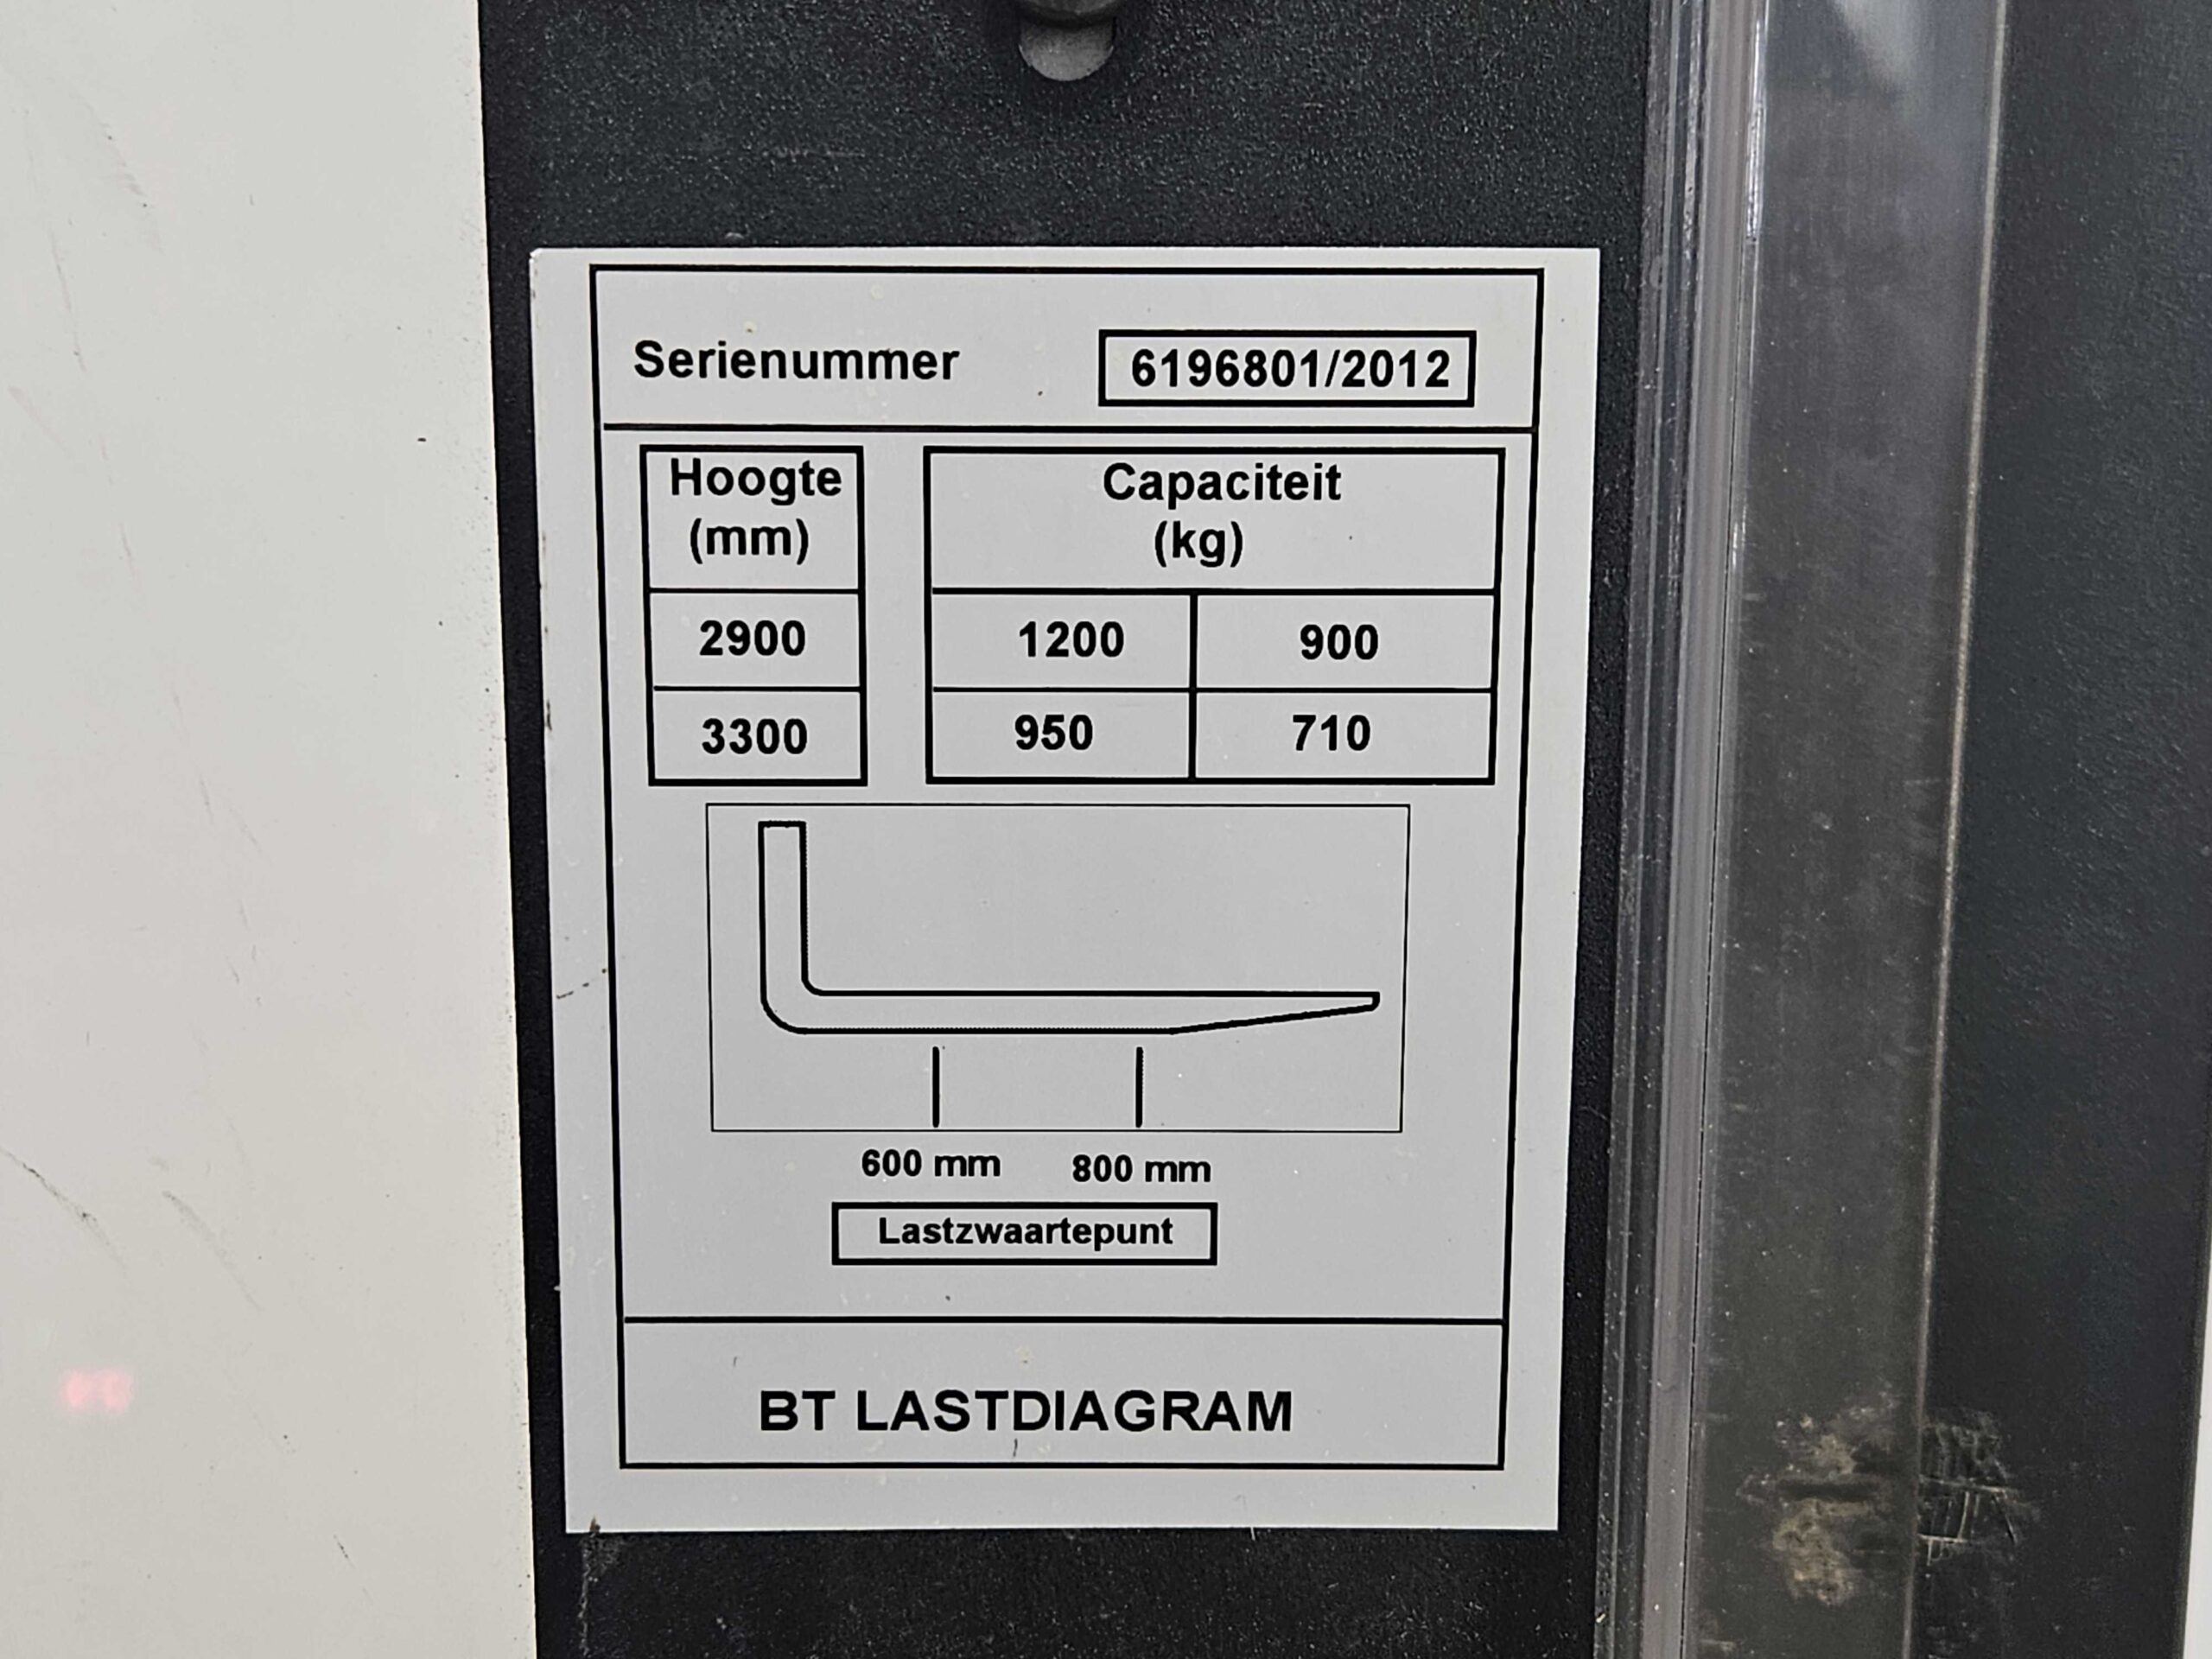 Serienummer 6196801/2012
Hoogte (mm) Capaciteit (kg)
2900 1200 900
3300 950 710
600 mm 800 mm
Lastzwaartepunt
BT LASTDIAGRAM